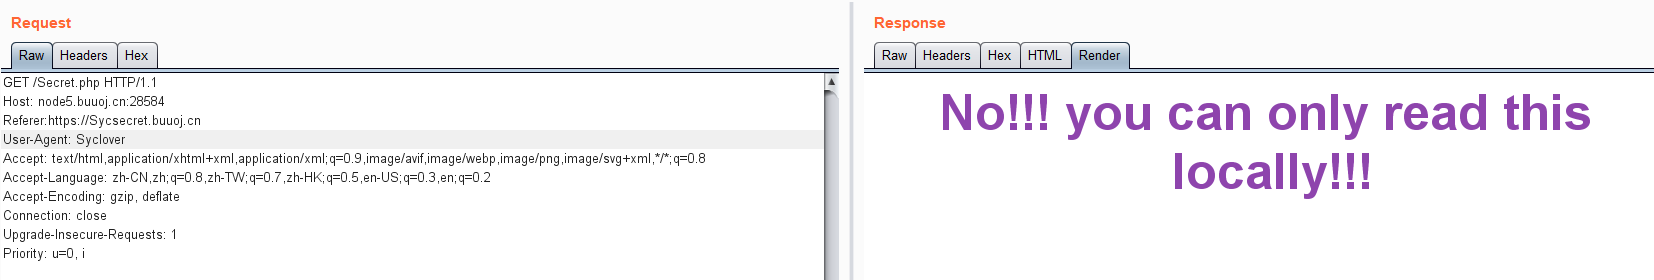 Request
Raw Headers Hex
GET /Secret.php HTTP/1.1
Host: node5.buuoj.cn:28584
Referer:https://Sycsecret.buuoj.cn
User-Agent: Syclover
Accept: text/html,application/xhtml+xml,application/xml;q=0.9,image/avif,image/webp,image/png,image/svg+xml,*/*;q=0.8
Accept-Language: zh-CN,zh;q=0.8,zh-TW;q=0.7,zh-HK;q=0.5,en-US;q=0.3,en;q=0.2
Accept-Encoding: gzip, deflate
Connection: close
Upgrade-Insecure-Requests: 1
Priority: u=0, i
Response
Raw Headers Hex HTML Render
No!!! you can only read this
locally!!!